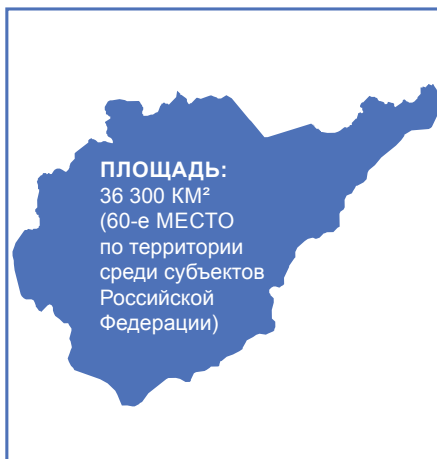 ПЛОЩАДЬ:
36 300 КМ²
(60-е МЕСТО
по территории
среди субъектов
Российской
Федерации)